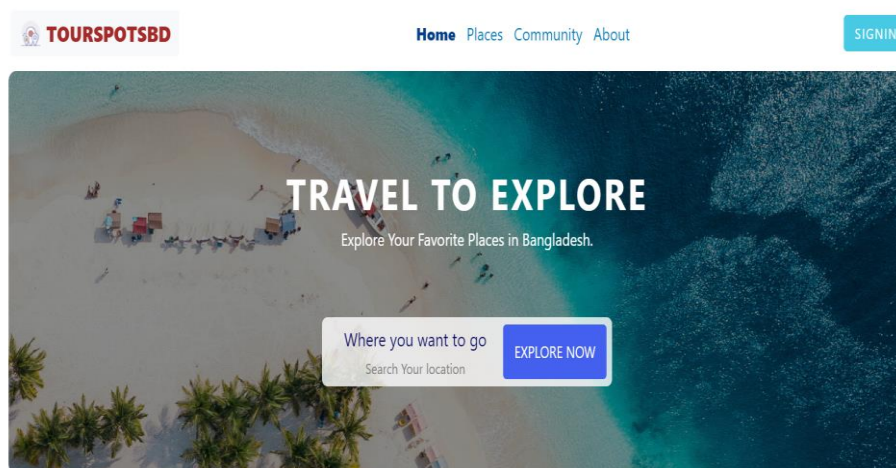 TOURSPOTSBD
Home Places Community About
SIGNIN
TRAVEL TO EXPLORE
Explore Your Favorite Places in Bangladesh.
Where you want to go
Search Your location
EXPLORE NOW